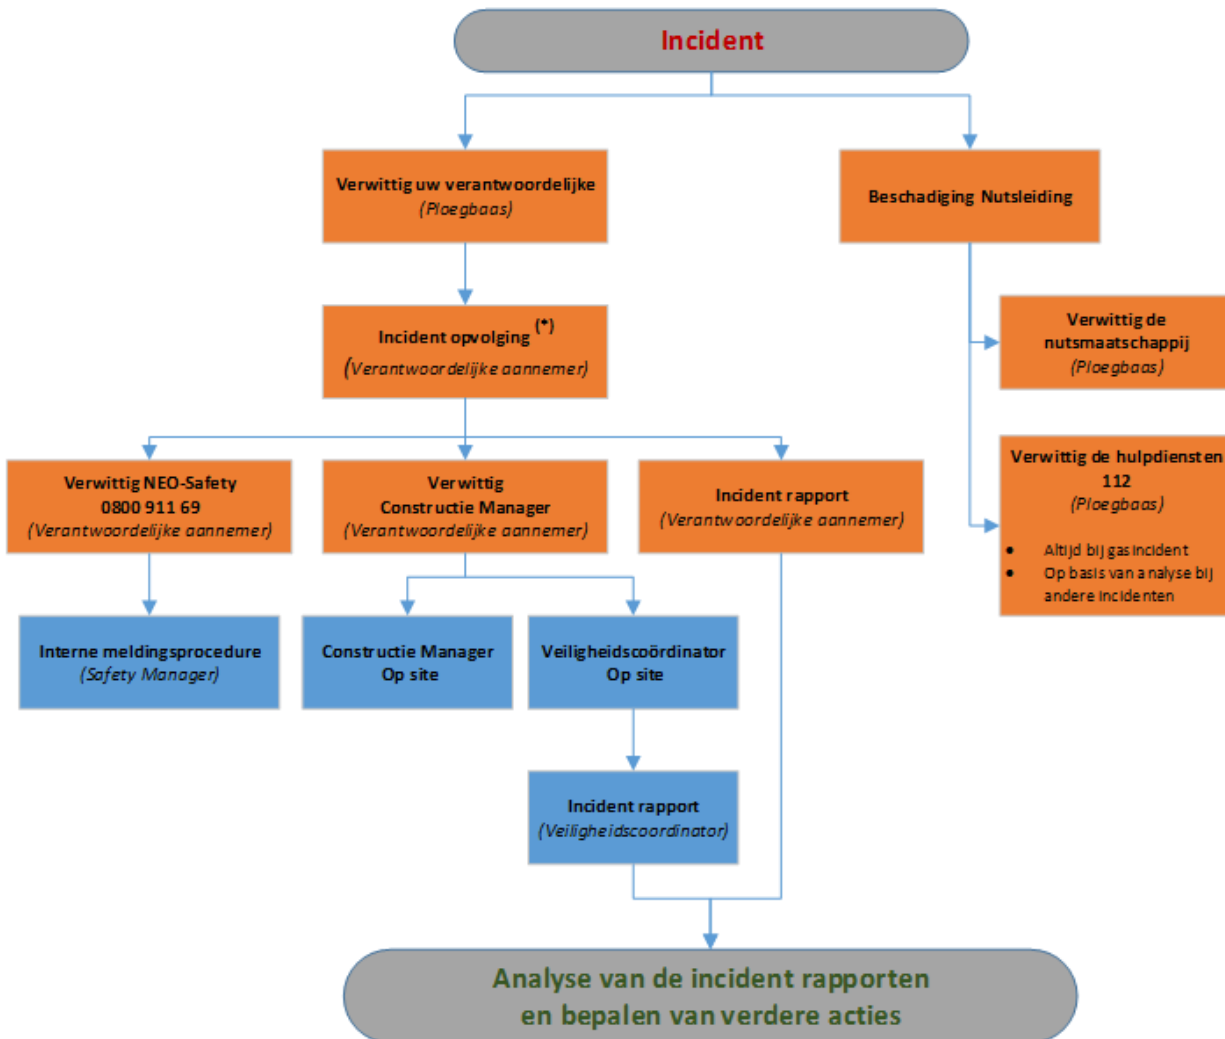 Incident
Verwittig uw verantwoordelijke
(Ploegbaas)
Beschadiging Nutsleiding
Incident opvolging (*)
(Verantwoordelijke aannemer)
Verwittig de
nutsmaatschappij
(Ploegbaas)
Verwittig de hulpdiensten
112
(Ploegbaas)
• Altijd bij gasincident
• Op basis van analyse bij
andere incidenten
Verwittig NEO-Safety
0800 911 69
(Verantwoordelijke aannemer)
Verwittig
Constructie Manager
(Verantwoordelijke aannemer)
Incident rapport
(Verantwoordelijke aannemer)
Interne meldingsprocedure
(Safety Manager)
Constructie Manager
Op site
Veiligheidscoördinator
Op site
Incident rapport
(Veiligheidscoordinator)
Analyse van de incident rapporten
en bepalen van verdere acties